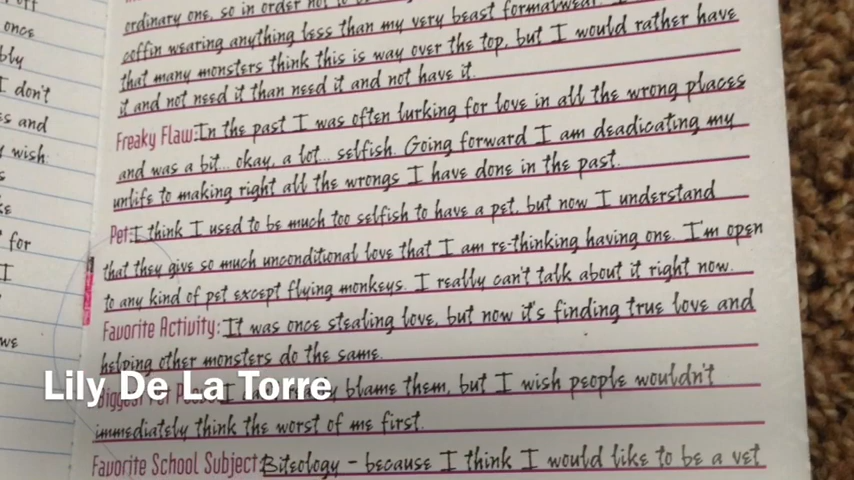 off
once
bly
I don't
s and
wish
s
ke
for
I
we
ordinary one, so in order not to
coffin wearing anything less than my very beast formalwear. I
that many monsters think this is way over the top, but I would rather have
it and not need it than need it and not have it.
Freaky Flaw: In the past I was often lurking for love in all the wrong places
and was a bit... okay, a lot... selfish. Going forward I am deadicating my
unlife to making right all the wrongs I have done in the past.
Pet: I think I used to be much too selfish to have a pet, but now I understand
that they give so much unconditional love that I am re-thinking having one. I'm open
to any kind of pet except flying monkeys. I really can't talk about it right now.
Favorite Activity: It was once stealing love, but now it's finding true love and
helping other monsters do the same.
Biggest blame them, but I wish people wouldn't
immediately think the worst of me first.
Favorite School Subject: Biteology - because I think I would like to be a vet
Lily De La Torre